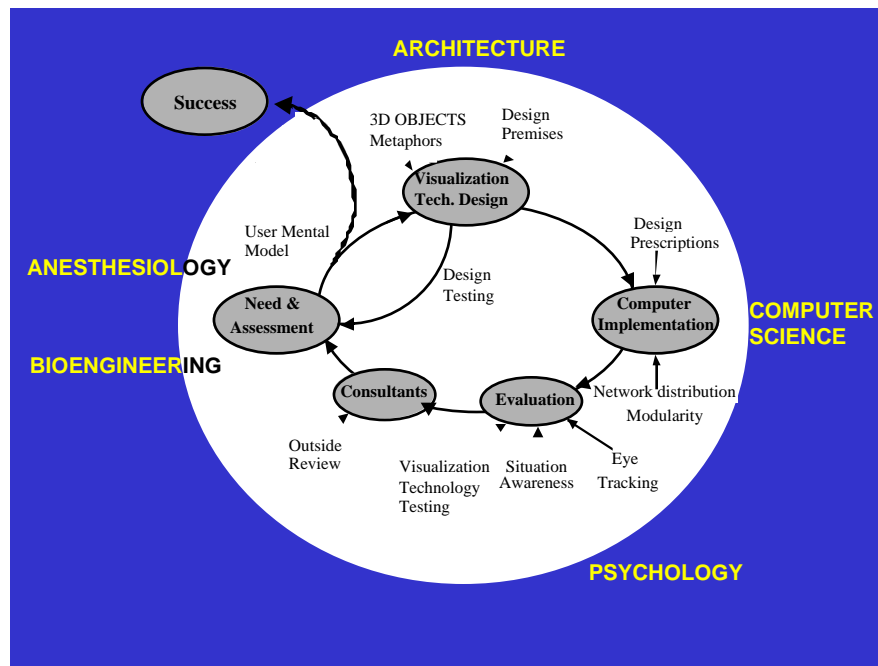 ARCHITECTURE
Success
3D OBJECTS
Metaphors
Design
Premises
Visualization
Tech. Design
User Mental
Model
Design
Prescriptions
ANESTHESIOLOGY
Design
Testing
Need &
Assessment
Computer
Implementation
COMPUTER
SCIENCE
BIOENGINEERING
Consultants
Evaluation
Network distribution
Modularity
Outside
Review
Visualization
Technology
Testing
Situation
Awareness
Eye
Tracking
PSYCHOLOGY